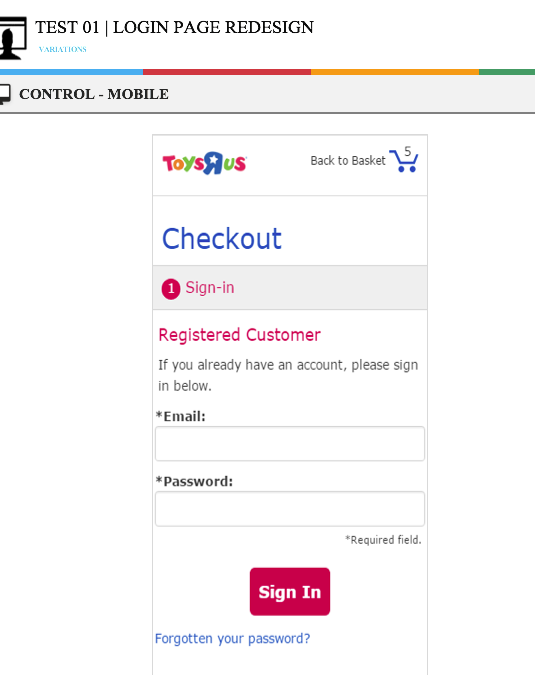 TEST 01 | LOGIN PAGE REDESIGN
VARIATIONS
CONTROL - MOBILE
ToysRus
Back to Basket 5
Checkout
1 Sign-in
Registered Customer
If you already have an account, please sign
in below.
*Email:
*Password:
*Required field.
Sign In
Forgotten your password?